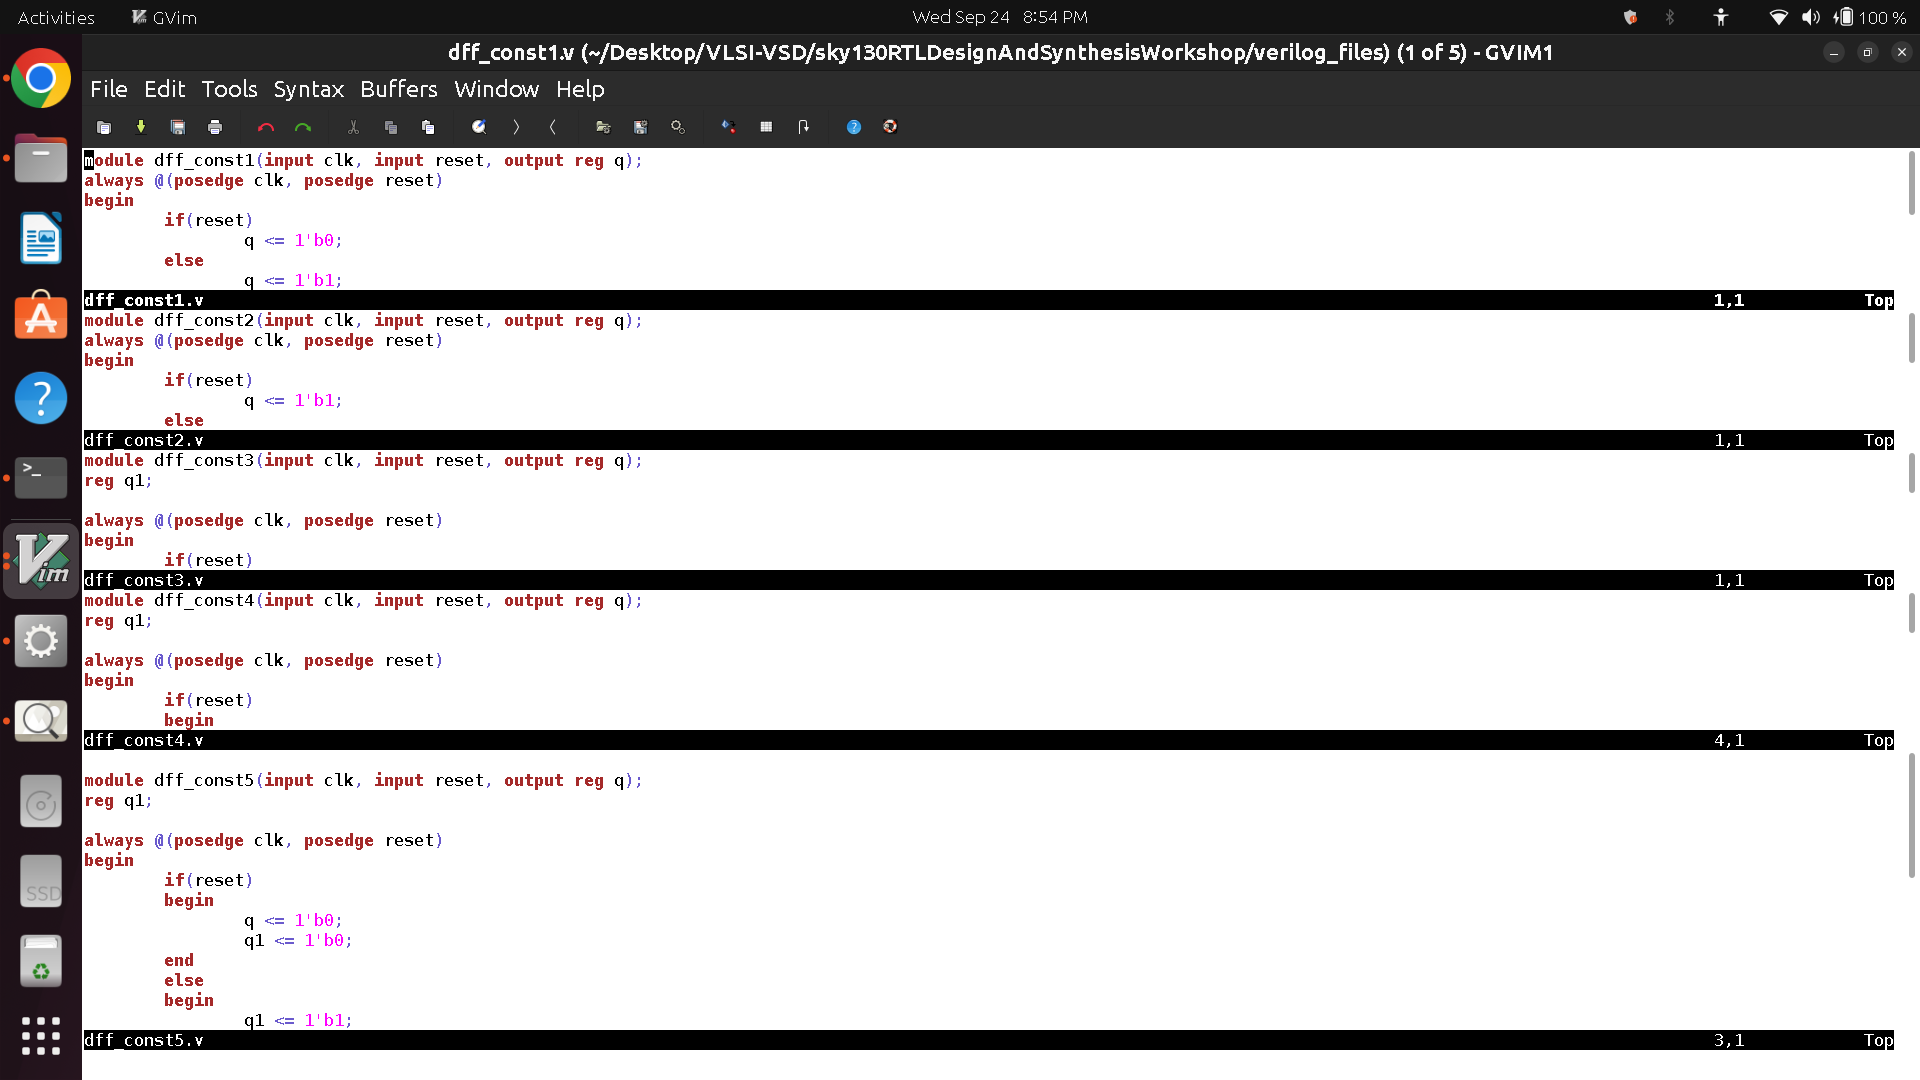 Activities GVim Wed Sep 24 8:54 PM 100 %
dff_const1.v (~/Desktop/VLSI-VSD/sky130RTLDesignAndSynthesisWorkshop/verilog_files) (1 of 5) - GVIM1
File Edit Tools Syntax Buffers Window Help
module dff_const1(input clk, input reset, output reg q);
always @(posedge clk, posedge reset)
begin
if(reset)
q <= 1'b0;
else
q <= 1'b1;
dff_const1.v 1,1 Top
module dff_const2(input clk, input reset, output reg q);
always @(posedge clk, posedge reset)
begin
if(reset)
q <= 1'b1;
else
dff_const2.v 1,1 Top
module dff_const3(input clk, input reset, output reg q);
reg q1;
always @(posedge clk, posedge reset)
begin
if(reset)
dff_const3.v 1,1 Top
module dff_const4(input clk, input reset, output reg q);
reg q1;
always @(posedge clk, posedge reset)
begin
if(reset)
begin
dff_const4.v 4,1 Top
module dff_const5(input clk, input reset, output reg q);
reg q1;
always @(posedge clk, posedge reset)
begin
if(reset)
begin
q <= 1'b0;
q1 <= 1'b0;
end
else
begin
q1 <= 1'b1;
dff_const5.v 3,1 Top
Vim
SSD